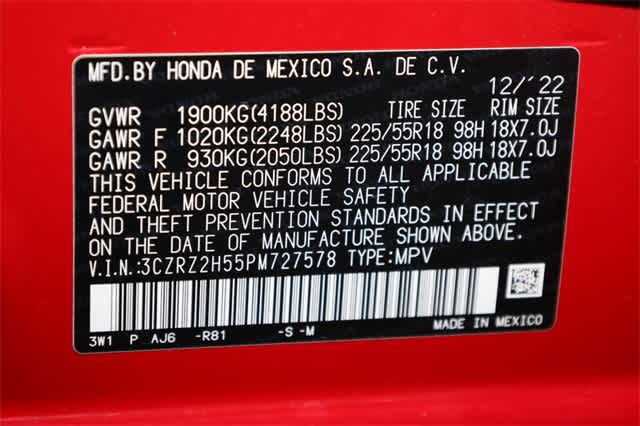 MFD.BY HONDA DE MEXICO S.A. DE C.V.
12/'22
GVWR 1900KG(4188LBS) TIRE SIZE RIM SIZE
GAWR F 1020KG(2248LBS) 225/55R18 98H 18X7.0J
GAWR R 930KG(2050LBS) 225/55R18 98H 18X7.0J
THIS VEHICLE CONFORMS TO ALL APPLICABLE
FEDERAL MOTOR VEHICLE SAFETY
AND THEFT PREVENTION STANDARDS IN EFFECT
ON THE DATE OF MANUFACTURE SHOWN ABOVE.
V.I.N.:3CZRZ2H55PM727578 TYPE:MPV
3W1 P AJ6 -R81 -S -M MADE IN MEXICO